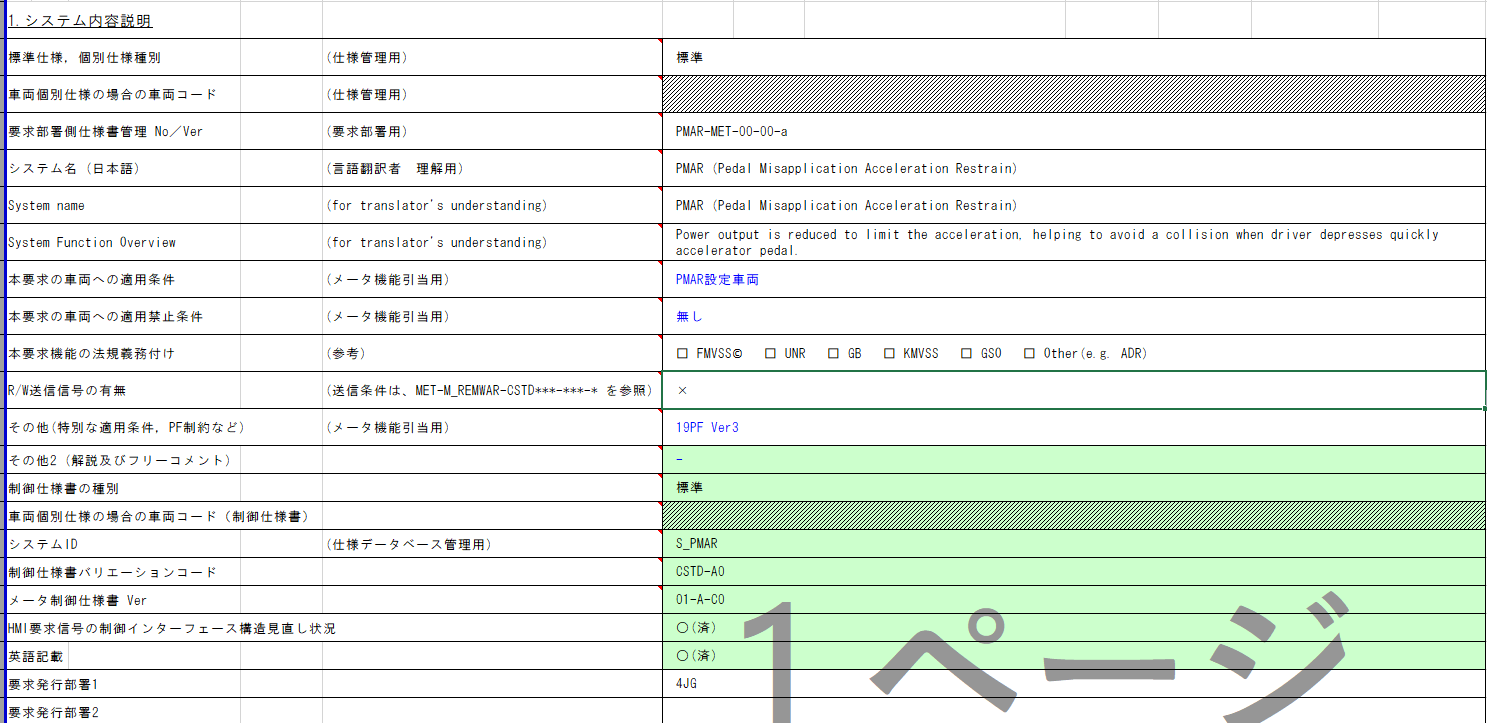 1. システム内容説明
標準仕様, 個別仕様種別 (仕様管理用) 標準
車両個別仕様の場合の車両コード (仕様管理用)
要求部署側仕様書管理 No／Ver (要求部署用) PMAR-MET-00-00-a
システム名 (日本語) (言語翻訳者　理解用) PMAR (Pedal Misapplication Acceleration Restrain)
System name (for translator's understanding) PMAR (Pedal Misapplication Acceleration Restrain)
System Function Overview (for translator's understanding) Power output is reduced to limit the acceleration, helping to avoid a collision when driver depresses quickly
accelerator pedal.
本要求の車両への適用条件 (メータ機能引当用) PMAR設定車両
本要求の車両への適用禁止条件 (メータ機能引当用) 無し
本要求機能の法規義務付け (参考) □ FMVSS© □ UNR □ GB □ KMVSS □ GSO □ Other(e.g. ADR)
R/W送信信号の有無 (送信条件は、MET-M_REMWAR-CSTD***-***-* を参照) ×
その他(特別な適用条件, PF制約など) (メータ機能引当用) 19PF Ver3
その他2 (解説及びフリーコメント) -
制御仕様書の種別 標準
車両個別仕様の場合の車両コード (制御仕様書)
システムID (仕様データベース管理用) S_PMAR
制御仕様書バリエーションコード CSTD-A0
メータ制御仕様書 Ver 01-A-C0
HMI要求信号の制御インターフェース構造見直し状況 ○(済)
英語記載 ○(済)
要求発行部署1 4JG
要求発行部署2
1 ページ